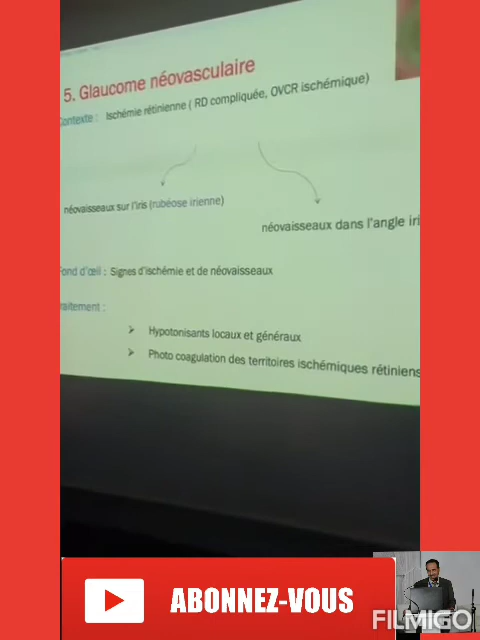 5. Glaucome néovasculaire
Contexte : Ischémie rétinienne ( RD compliquée, OVCR ischémique)
néovaisseaux sur l'iris (rubéose irienne)
néovaisseaux dans l'angle iri
Fond d'œil : Signes d'ischémie et de néovaisseaux
raitement :
➢ Hypotonisants locaux et généraux
➢ Photo coagulation des territoires ischémiques rétiniens
ABONNEZ-VOUS
FILMIGO